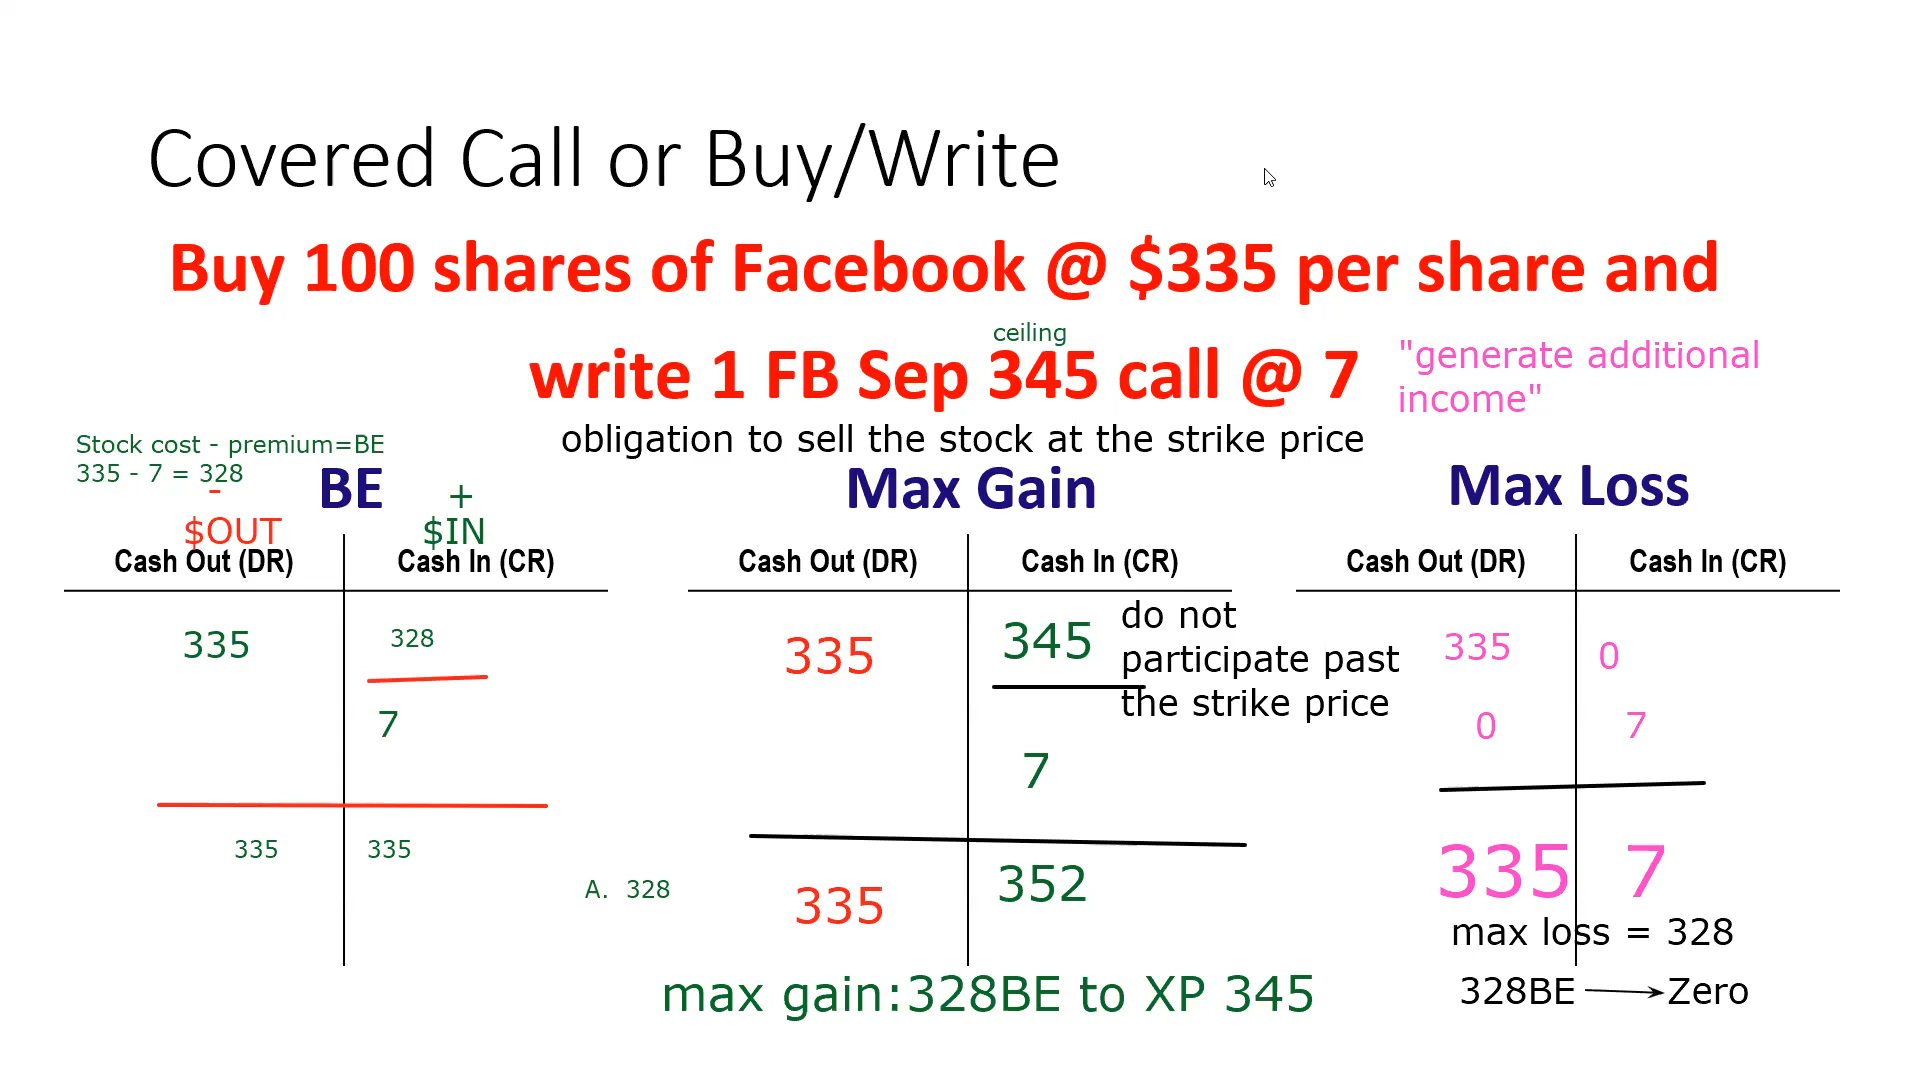 Covered Call or Buy/Write
Buy 100 shares of Facebook @ $335 per share and
ceiling
write 1 FB Sep 345 call @ 7
"generate additional
income"
obligation to sell the stock at the strike price
Stock cost - premium=BE
335 - 7 = 328
BE
- +
$OUT $IN
Cash Out (DR) Cash In (CR)
335 328
7
335 335
A. 328
Max Gain
Cash Out (DR) Cash In (CR)
335 345
do not
participate past
the strike price
7
335 352
max gain:328BE to XP 345
Max Loss
Cash Out (DR) Cash In (CR)
335 0
0 7
335 7
max loss = 328
328BE Zero